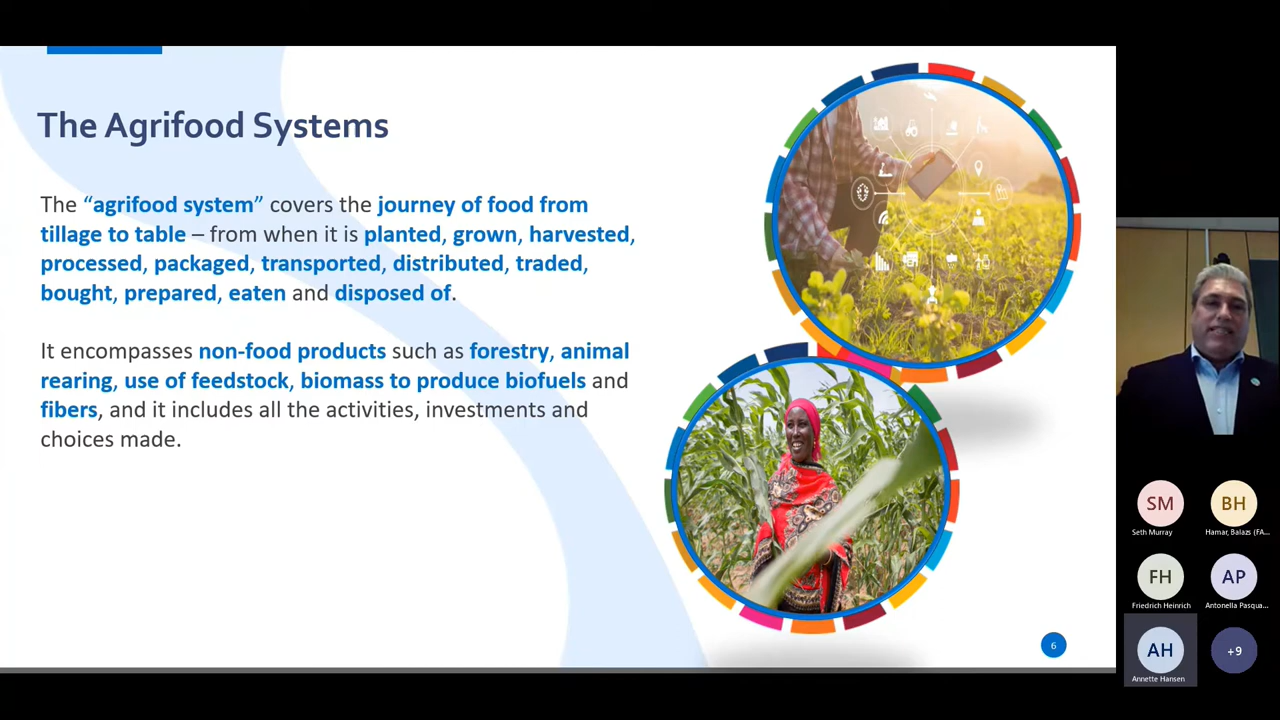 The Agrifood Systems
The “agrifood system” covers the journey of food from
tillage to table – from when it is planted, grown, harvested,
processed, packaged, transported, distributed, traded,
bought, prepared, eaten and disposed of.
It encompasses non-food products such as forestry, animal
rearing, use of feedstock, biomass to produce biofuels and
fibers, and it includes all the activities, investments and
choices made.
6
SM
BH
Seth Murray
Hamar, Balazs (FA...
FH
AP
Friedrich Heinrich
Antonella Pasqua...
AH
+9
Annette Hansen